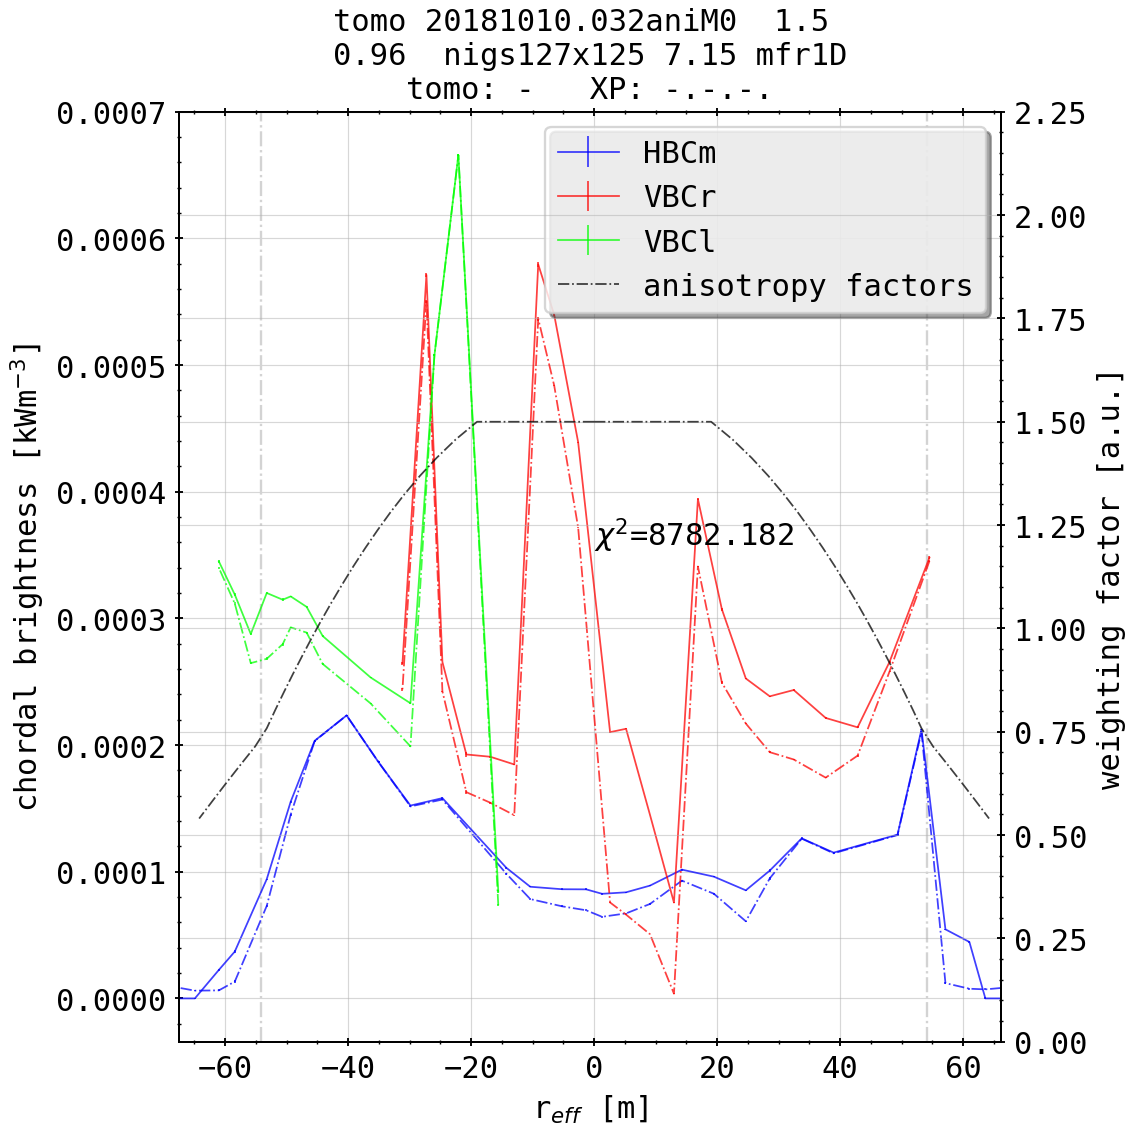 tomo 20181010.032aniM0  1.5
0.96  nigs127x125 7.15 mfr1D
tomo: -   XP: -.-.-.
0.0007
0.0006
0.0005
0.0004
0.0003
0.0002
0.0001
0.0000
chordal brightness [kWm⁻³]
HBCm
VBCr
VBCl
anisotropy factors
χ²=8782.182
2.25
2.00
1.75
1.50
1.25
1.00
0.75
0.50
0.25
0.00
weighting factor [a.u.]
−60 −40 −20 0 20 40 60
r_eff [m]